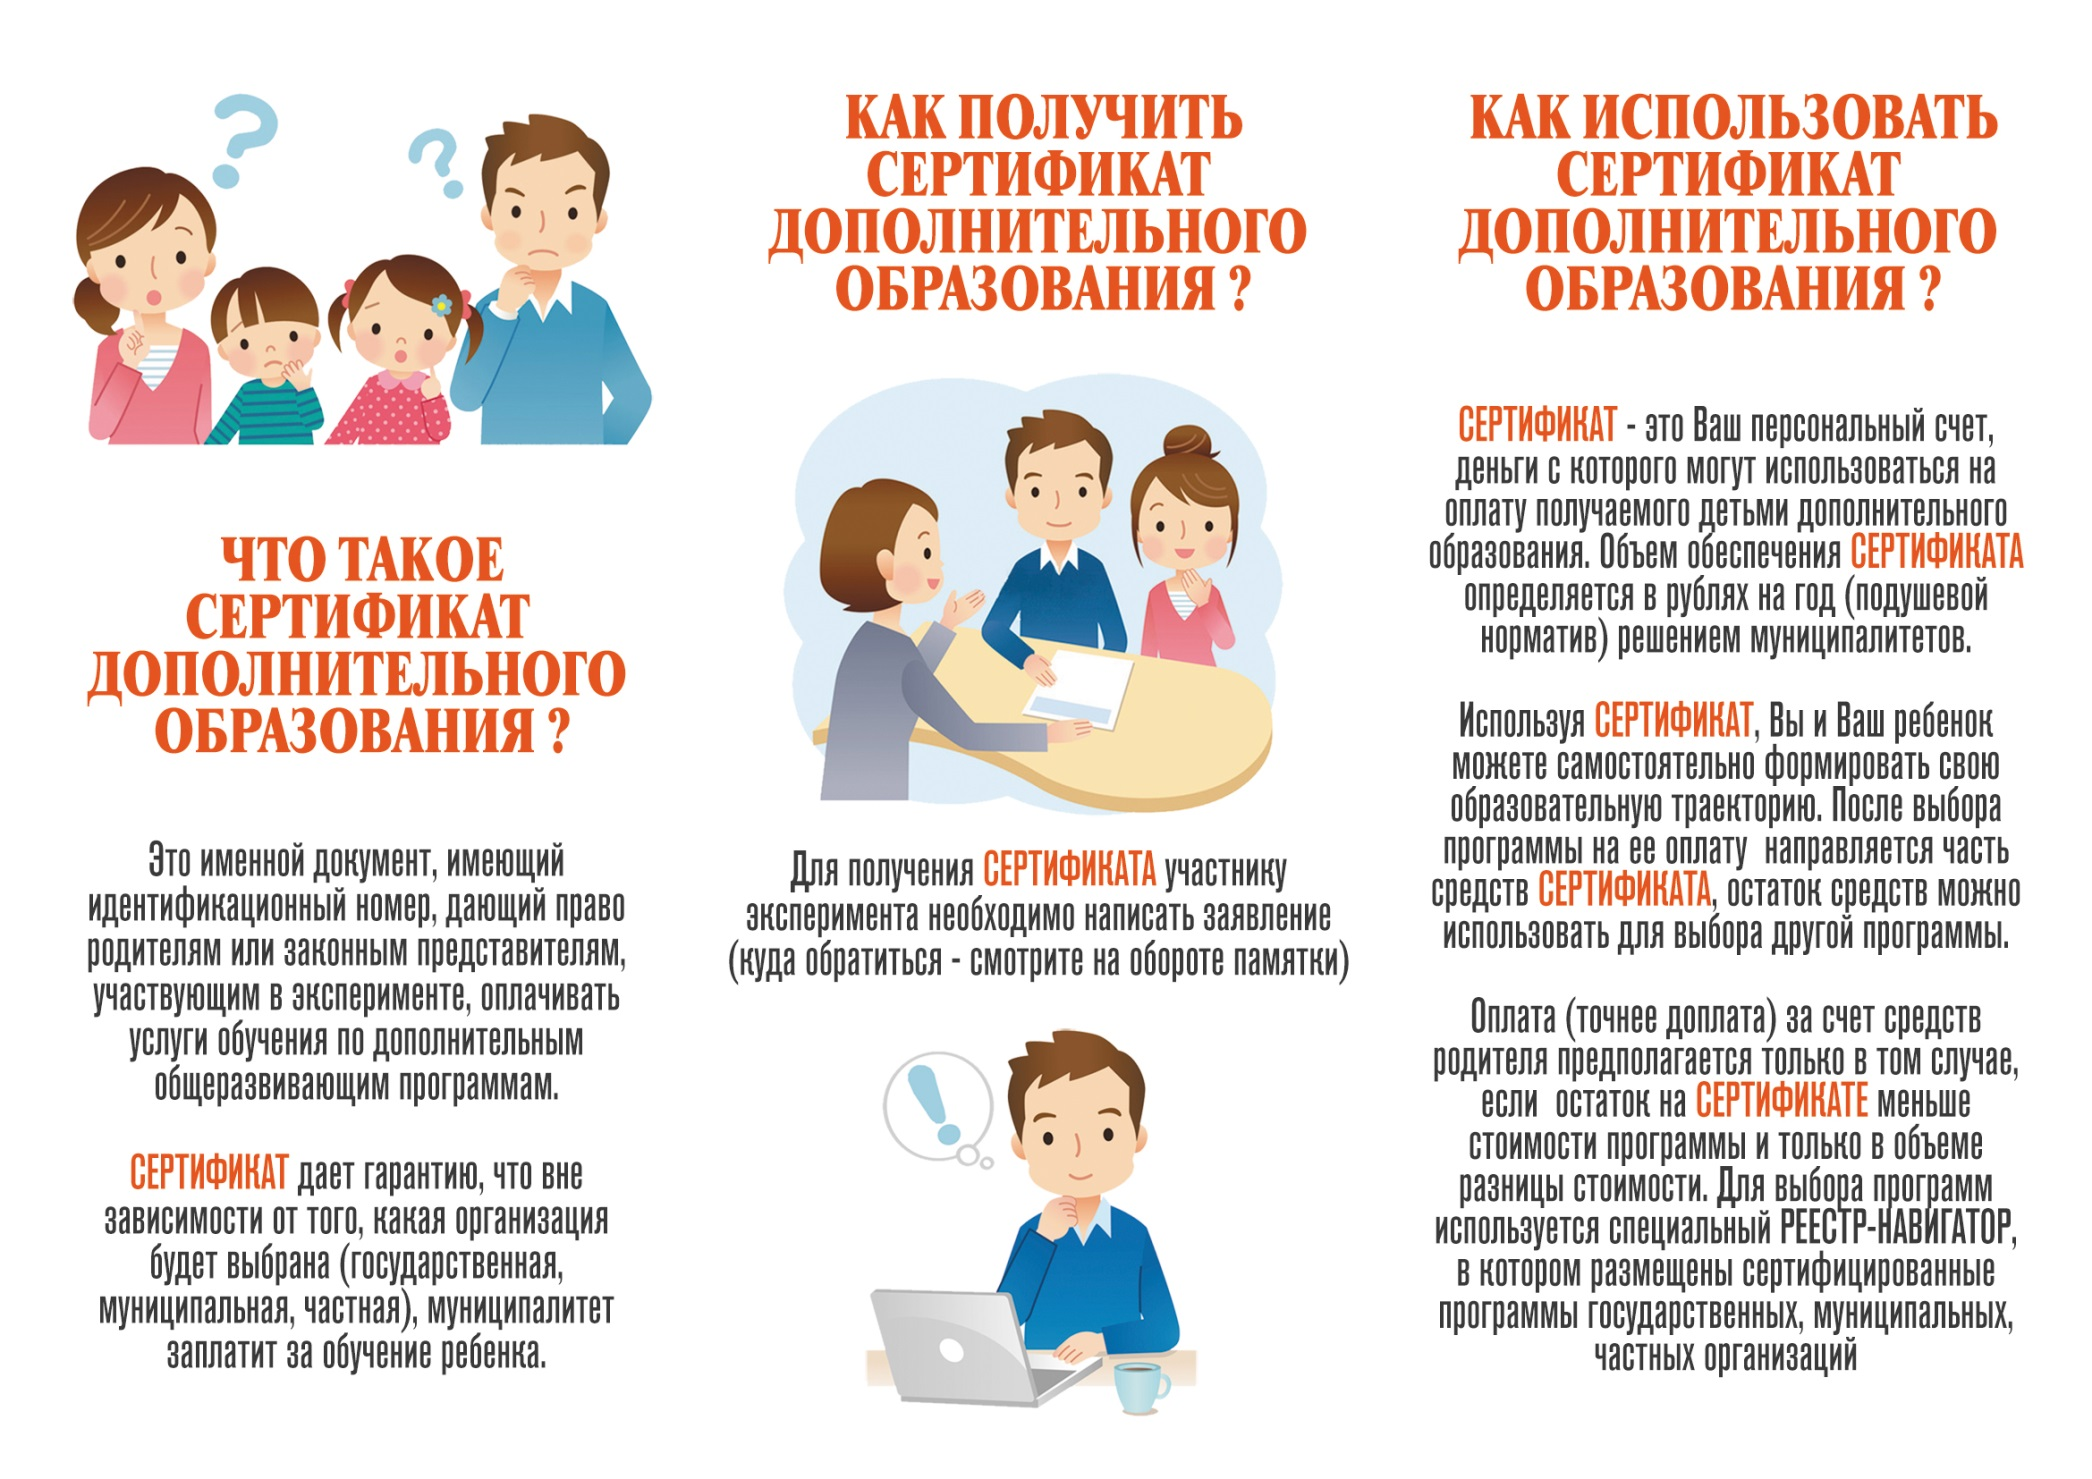 ЧТО ТАКОЕ
СЕРТИФИКАТ
ДОПОЛНИТЕЛЬНОГО
ОБРАЗОВАНИЯ ?
Это именной документ, имеющий
идентификационный номер, дающий право
родителям или законным представителям,
участвующим в эксперименте, оплачивать
услуги обучения по дополнительным
общеразвивающим программам.
СЕРТИФИКАТ дает гарантию, что вне
зависимости от того, какая организация
будет выбрана (государственная,
муниципальная, частная), муниципалитет
заплатит за обучение ребенка.
КАК ПОЛУЧИТЬ
СЕРТИФИКАТ
ДОПОЛНИТЕЛЬНОГО
ОБРАЗОВАНИЯ ?
Для получения СЕРТИФИКАТА участнику
эксперимента необходимо написать заявление
(куда обратиться - смотрите на обороте памятки)
КАК ИСПОЛЬЗОВАТЬ
СЕРТИФИКАТ
ДОПОЛНИТЕЛЬНОГО
ОБРАЗОВАНИЯ ?
СЕРТИФИКАТ - это Ваш персональный счет,
деньги с которого могут использоваться на
оплату получаемого детьми дополнительного
образования. Объем обеспечения СЕРТИФИКАТА
определяется в рублях на год (подушевой
норматив) решением муниципалитетов.
Используя СЕРТИФИКАТ, Вы и Ваш ребенок
можете самостоятельно формировать свою
образовательную траекторию. После выбора
программы на ее оплату направляется часть
средств СЕРТИФИКАТА, остаток средств можно
использовать для выбора другой программы.
Оплата (точнее доплата) за счет средств
родителя предполагается только в том случае,
если остаток на СЕРТИФИКАТЕ меньше
стоимости программы и только в объеме
разницы стоимости. Для выбора программ
используется специальный РЕЕСТР-НАВИГАТОР,
в котором размещены сертифицированные
программы государственных, муниципальных,
частных организаций